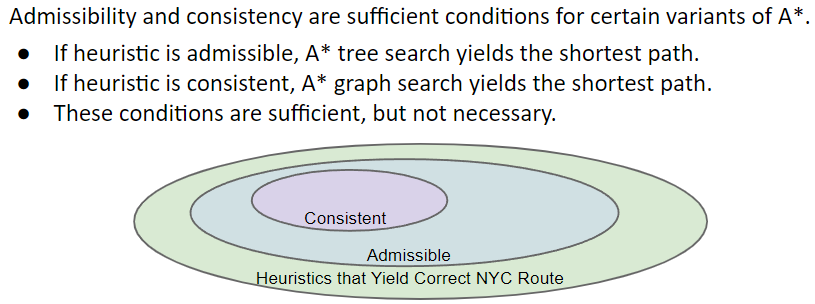 Admissibility and consistency are sufficient conditions for certain variants of A*.
● If heuristic is admissible, A* tree search yields the shortest path.
● If heuristic is consistent, A* graph search yields the shortest path.
● These conditions are sufficient, but not necessary.
Consistent
Admissible
Heuristics that Yield Correct NYC Route